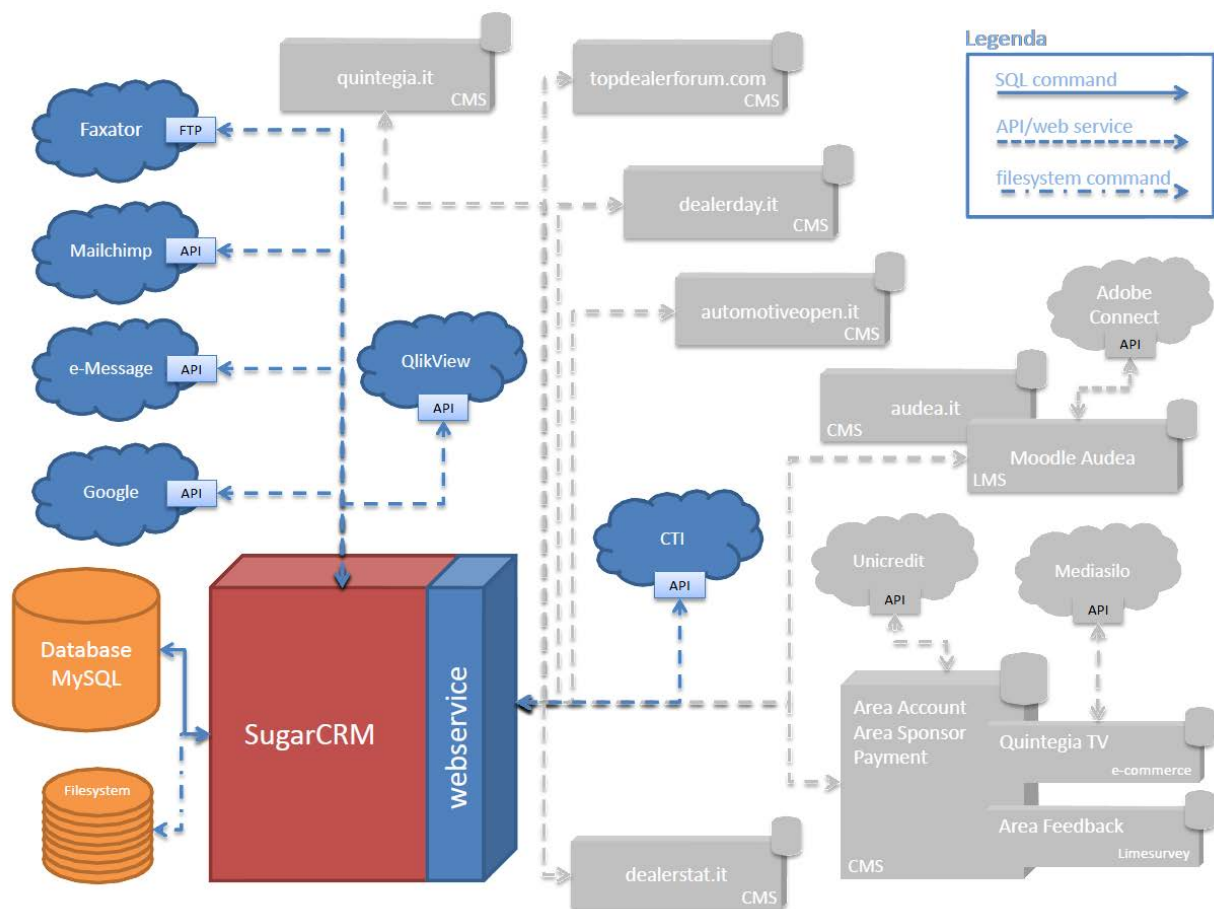 quintegia.it
CMS
topdealerforum.com
CMS
Legenda
SQL command
API/web service
filesystem command
Faxator
FTP
dealerday.it
CMS
Mailchimp
API
automotiveopen.it
CMS
Adobe
Connect
API
e-Message
API
QlikView
API
audea.it
CMS
Moodle Audea
LMS
Google
API
CTI
API
Unicredit
API
Mediasilo
API
Database
MySQL
SugarCRM
webservice
Filesystem
Area Account
Area Sponsor
Payment
CMS
Quintegia TV
e-commerce
Area Feedback
Limesurvey
dealerstat.it
CMS